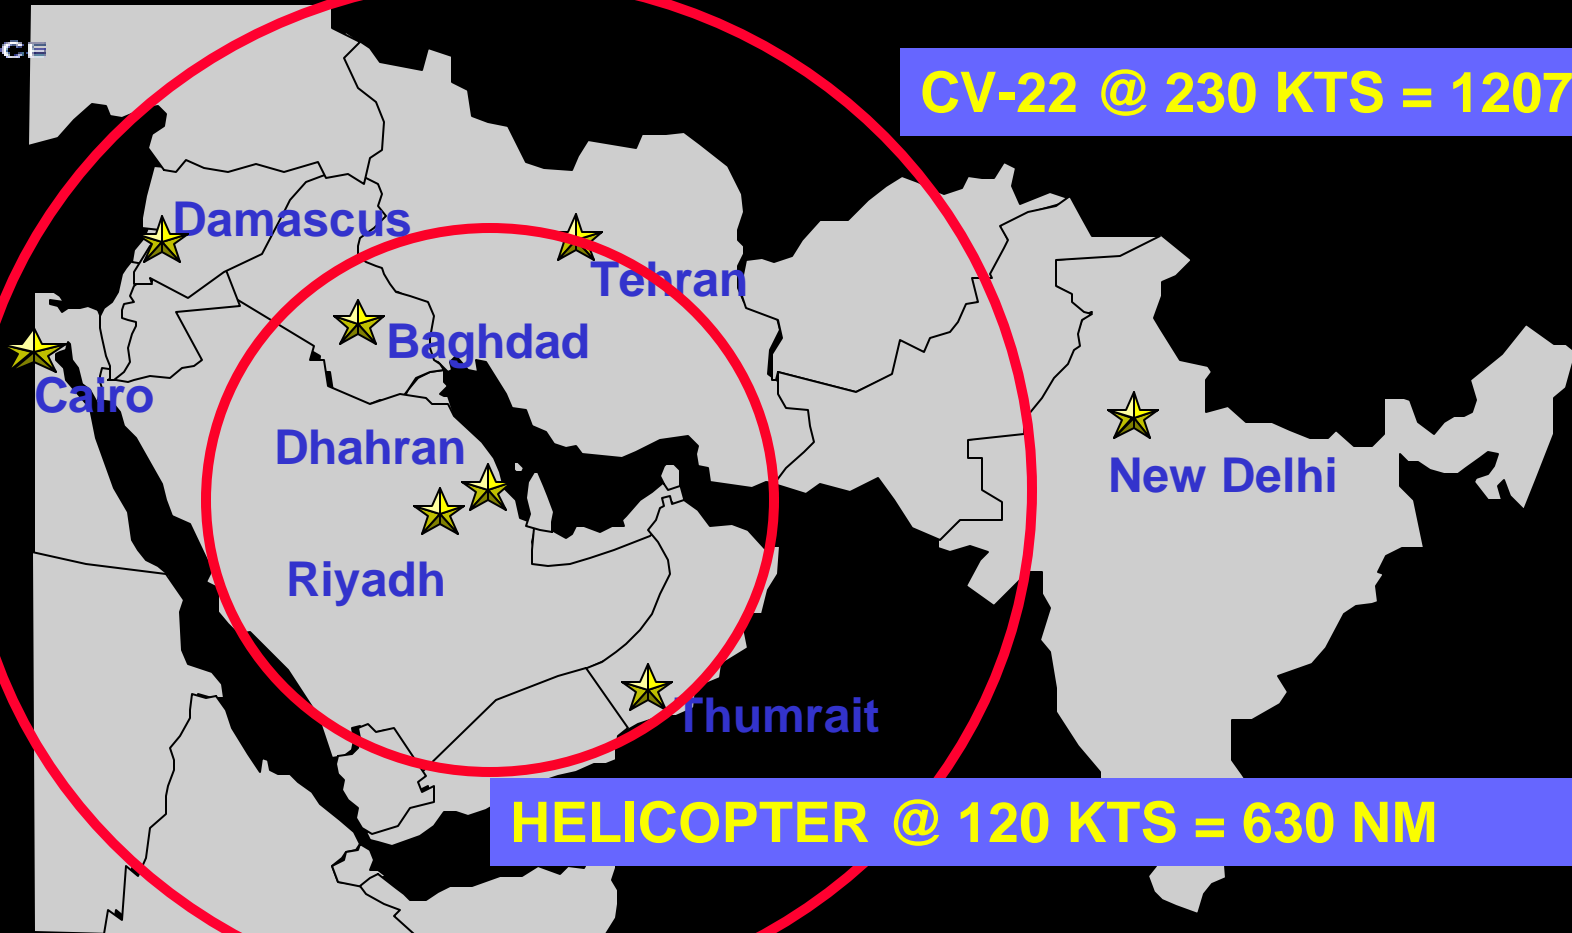 CE
CV-22 @ 230 KTS = 1207
Damascus
Tehran
Baghdad
Cairo
Dhahran
New Delhi
Riyadh
Thumrait
HELICOPTER @ 120 KTS = 630 NM